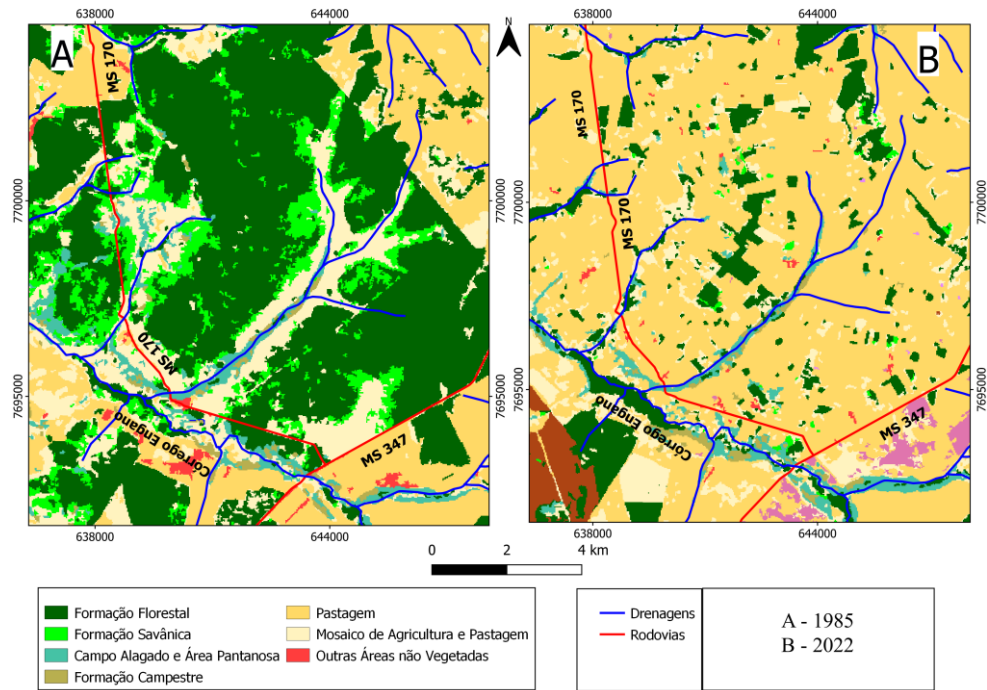 638000
644000
N
638000
644000
A
MS 170
B
MS 170
7700000
7700000
7700000
MS 170
MS 170
7695000
7695000
7695000
Córrego Engano
MS 347
Córrego Engano
MS 347
638000
644000
638000
644000
0 2 4 km
Formação Florestal
Formação Savânica
Campo Alagado e Área Pantanosa
Formação Campestre
Pastagem
Mosaico de Agricultura e Pastagem
Outras Áreas não Vegetadas
Drenagens
Rodovias
A - 1985
B - 2022